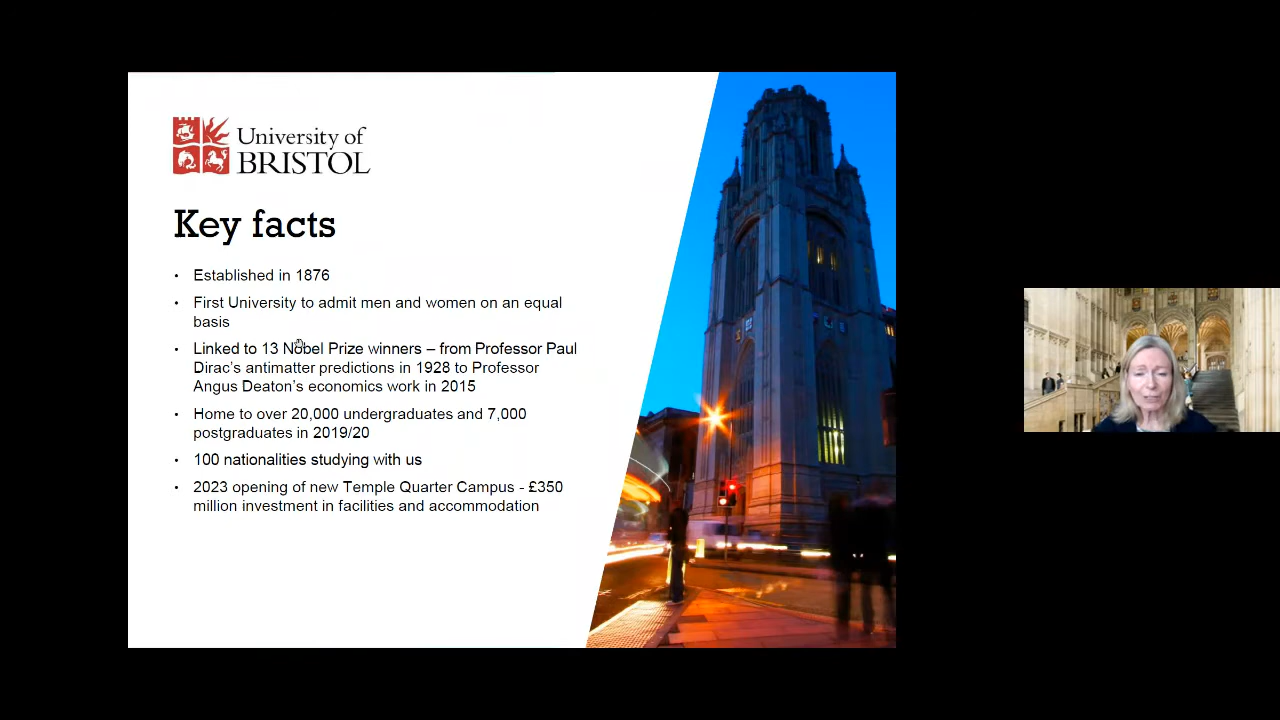 University of
BRISTOL
Key facts
• Established in 1876
• First University to admit men and women on an equal
basis
• Linked to 13 Nobel Prize winners – from Professor Paul
Dirac's antimatter predictions in 1928 to Professor
Angus Deaton's economics work in 2015
• Home to over 20,000 undergraduates and 7,000
postgraduates in 2019/20
• 100 nationalities studying with us
• 2023 opening of new Temple Quarter Campus - £350
million investment in facilities and accommodation